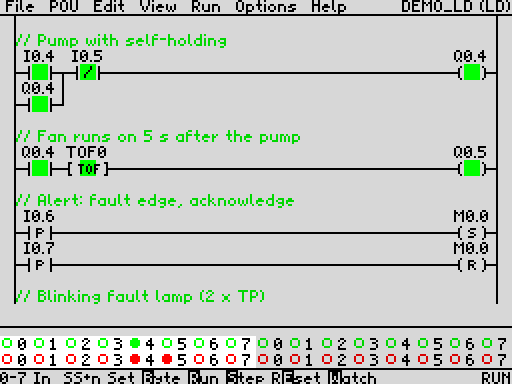 File POU Edit View Run Options Help DEMO_LD (LD)
// Pump with self-holding
I0.4 I0.5 Q0.4
Q0.4
// Fan runs on 5 s after the pump
Q0.4 TOF0 Q0.5
[TOF]
// Alert: fault edge, acknowledge
I0.6 M0.0
P (S)
I0.7 M0.0
P (R)
// Blinking fault lamp (2 x TP)
0 1 2 3 4 5 6 7 0 1 2 3 4 5 6 7
0 1 2 3 4 5 6 7 0 1 2 3 4 5 6 7
0-7 In SS+n Set Rate Run Step REset Watch RUN